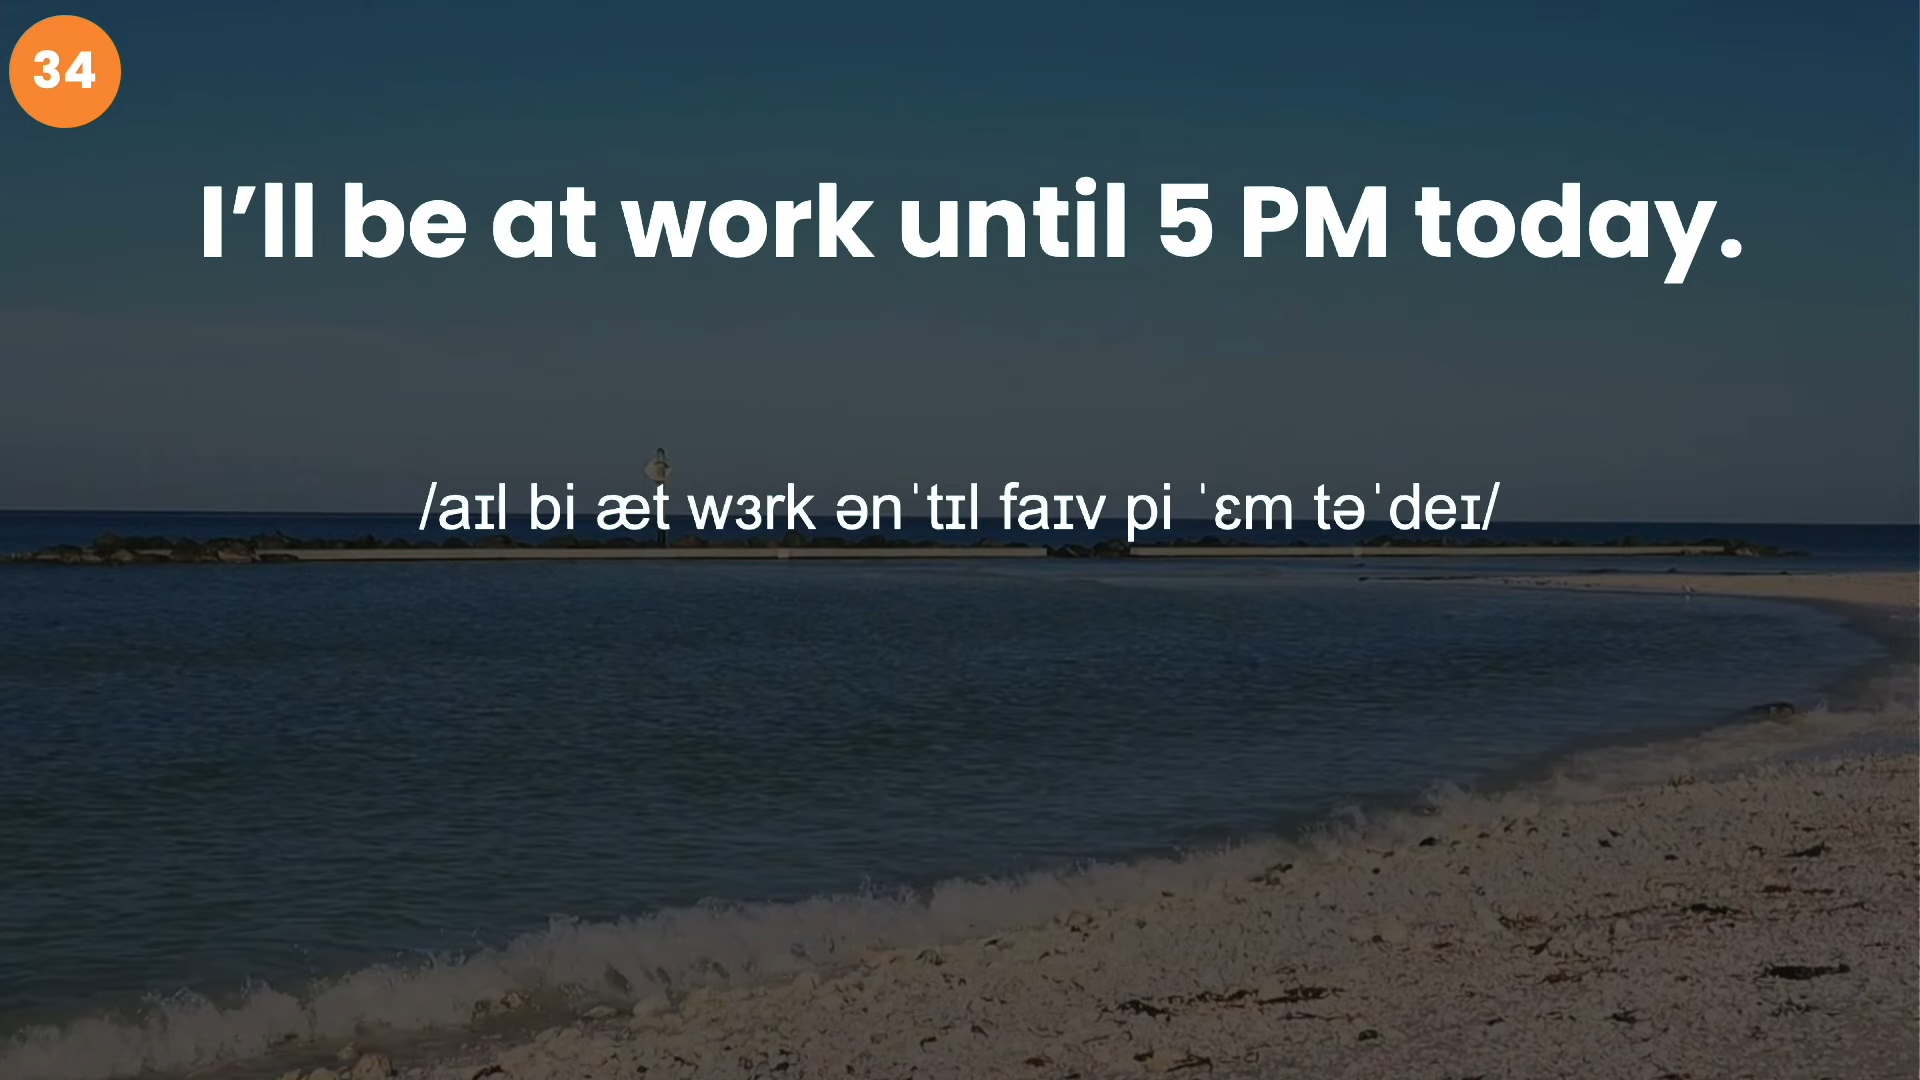 34
I’ll be at work until 5 PM today.
/aɪl bi æt wɜrk ənˈtɪl faɪv pi ˈɛm təˈdeɪ/